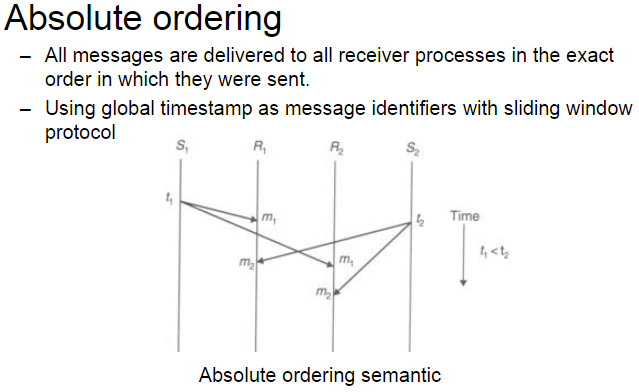 Absolute ordering
– All messages are delivered to all receiver processes in the exact
order in which they were sent.
– Using global timestamp as message identifiers with sliding window
protocol
S₁ R₁ R₂ S₂
t₁
m₁
t₂
Time
m₂
m₁
t₁ < t₂
m₂
Absolute ordering semantic